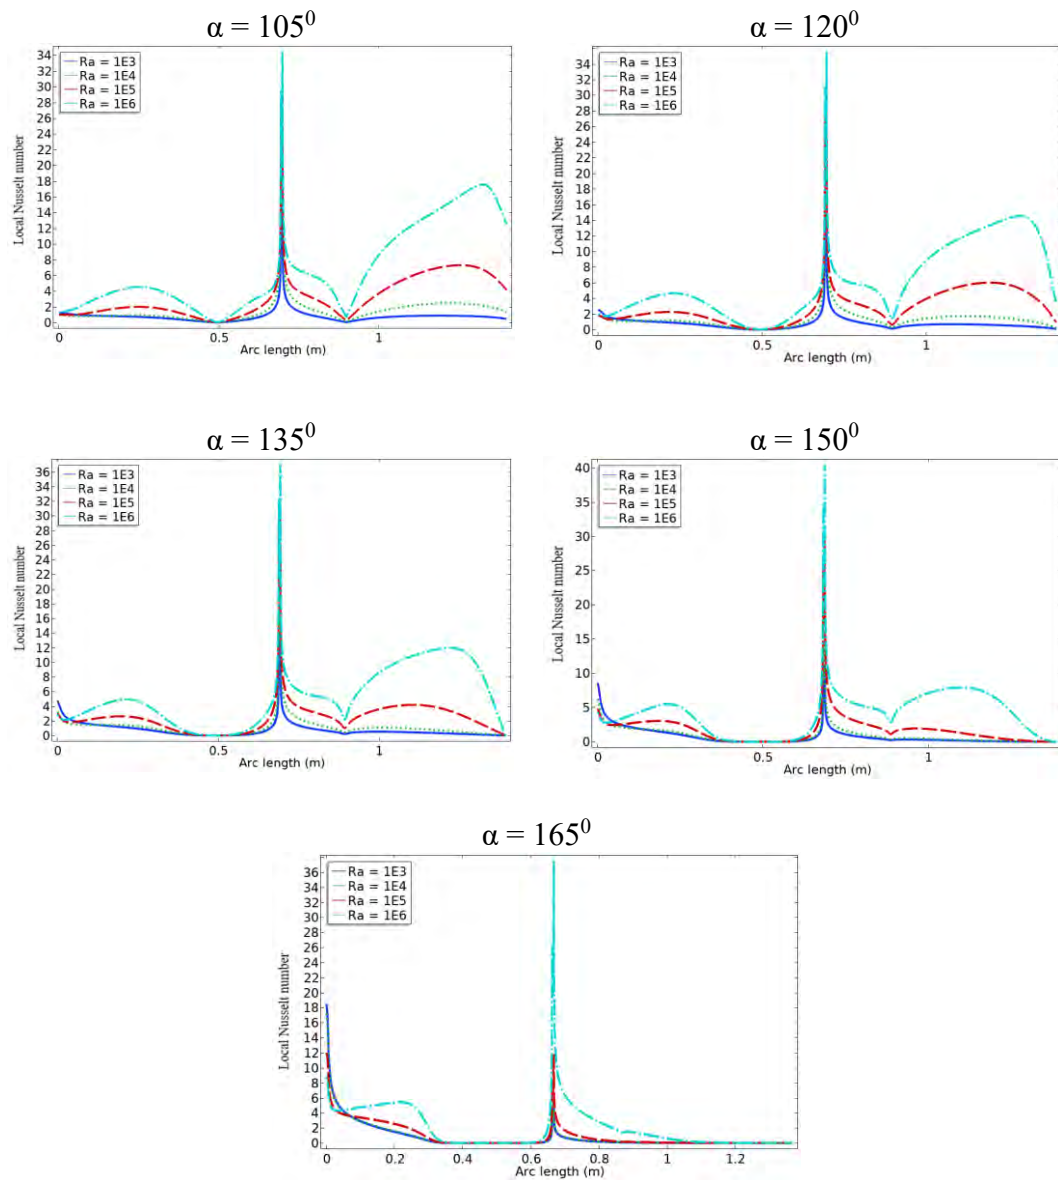 α = 105⁰
34
32
30
28
26
24
22
20
18
16
14
12
10
8
6
4
2
0
Ra = 1E3
Ra = 1E4
Ra = 1E5
Ra = 1E6
Local Nusselt number
0
0.5
1
Arc length (m)
α = 120⁰
34
32
30
28
26
24
22
20
18
16
14
12
10
8
6
4
2
0
Ra = 1E3
Ra = 1E4
Ra = 1E5
Ra = 1E6
Local Nusselt number
0
0.5
1
Arc length (m)
α = 135⁰
36
34
32
30
28
26
24
22
20
18
16
14
12
10
8
6
4
2
0
Ra = 1E3
Ra = 1E4
Ra = 1E5
Ra = 1E6
Local Nusselt number
0
0.5
1
Arc length (m)
α = 150⁰
40
35
30
25
20
15
10
5
0
Ra = 1E3
Ra = 1E4
Ra = 1E5
Ra = 1E6
Local Nusselt number
0
0.5
1
Arc length (m)
α = 165⁰
36
34
32
30
28
26
24
22
20
18
16
14
12
10
8
6
4
2
0
Ra = 1E3
Ra = 1E4
Ra = 1E5
Ra = 1E6
Local Nusselt number
0
0.2
0.4
0.6
0.8
1
1.2
Arc length (m)